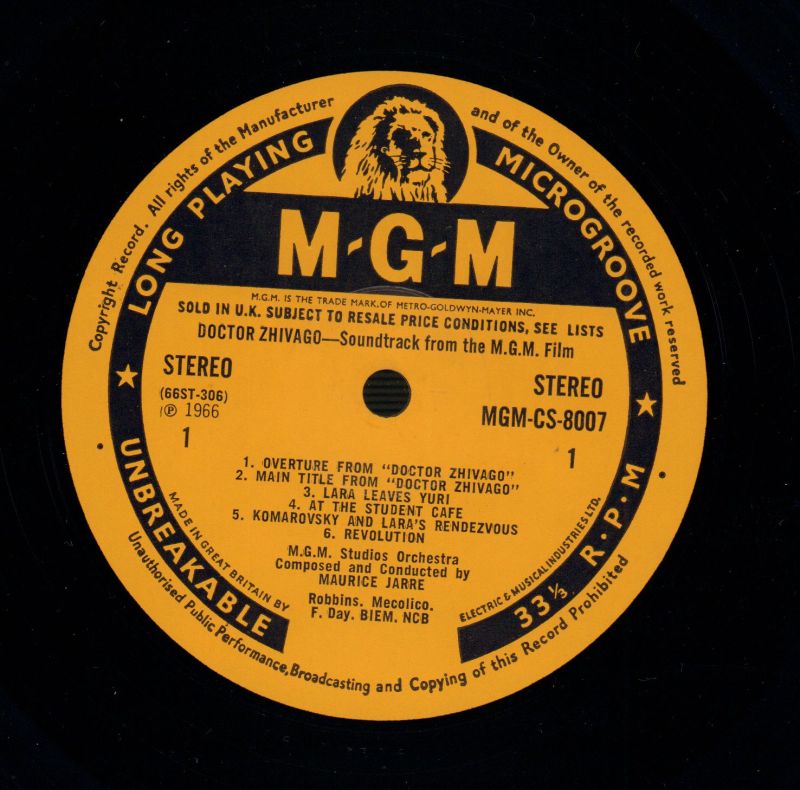 Copyright Record. All rights of the Manufacturer and of the Owner of the recorded work reserved
LONG PLAYING MICROGROOVE
M-G-M
M.G.M. IS THE TRADE MARK, OF METRO-GOLDWYN-MAYER INC.
SOLD IN U.K. SUBJECT TO RESALE PRICE CONDITIONS, SEE LISTS
DOCTOR ZHIVAGO—Soundtrack from the M.G.M. Film
STEREO
(66ST-306)
℗ 1966
1
STEREO
MGM-CS-8007
1
1. OVERTURE FROM "DOCTOR ZHIVAGO"
2. MAIN TITLE FROM "DOCTOR ZHIVAGO"
3. LARA LEAVES YURI
4. AT THE STUDENT CAFE
5. KOMAROVSKY AND LARA'S RENDEZVOUS
6. REVOLUTION
M.G.M. Studios Orchestra
Composed and Conducted by
MAURICE JARRE
Robbins. Mecolico.
F. Day. BIEM. NCB
MADE IN GREAT BRITAIN BY ELECTRIC & MUSICAL INDUSTRIES LTD.
UNBREAKABLE
33⅓ R·P·M
Unauthorised Public Performance, Broadcasting and Copying of this Record Prohibited